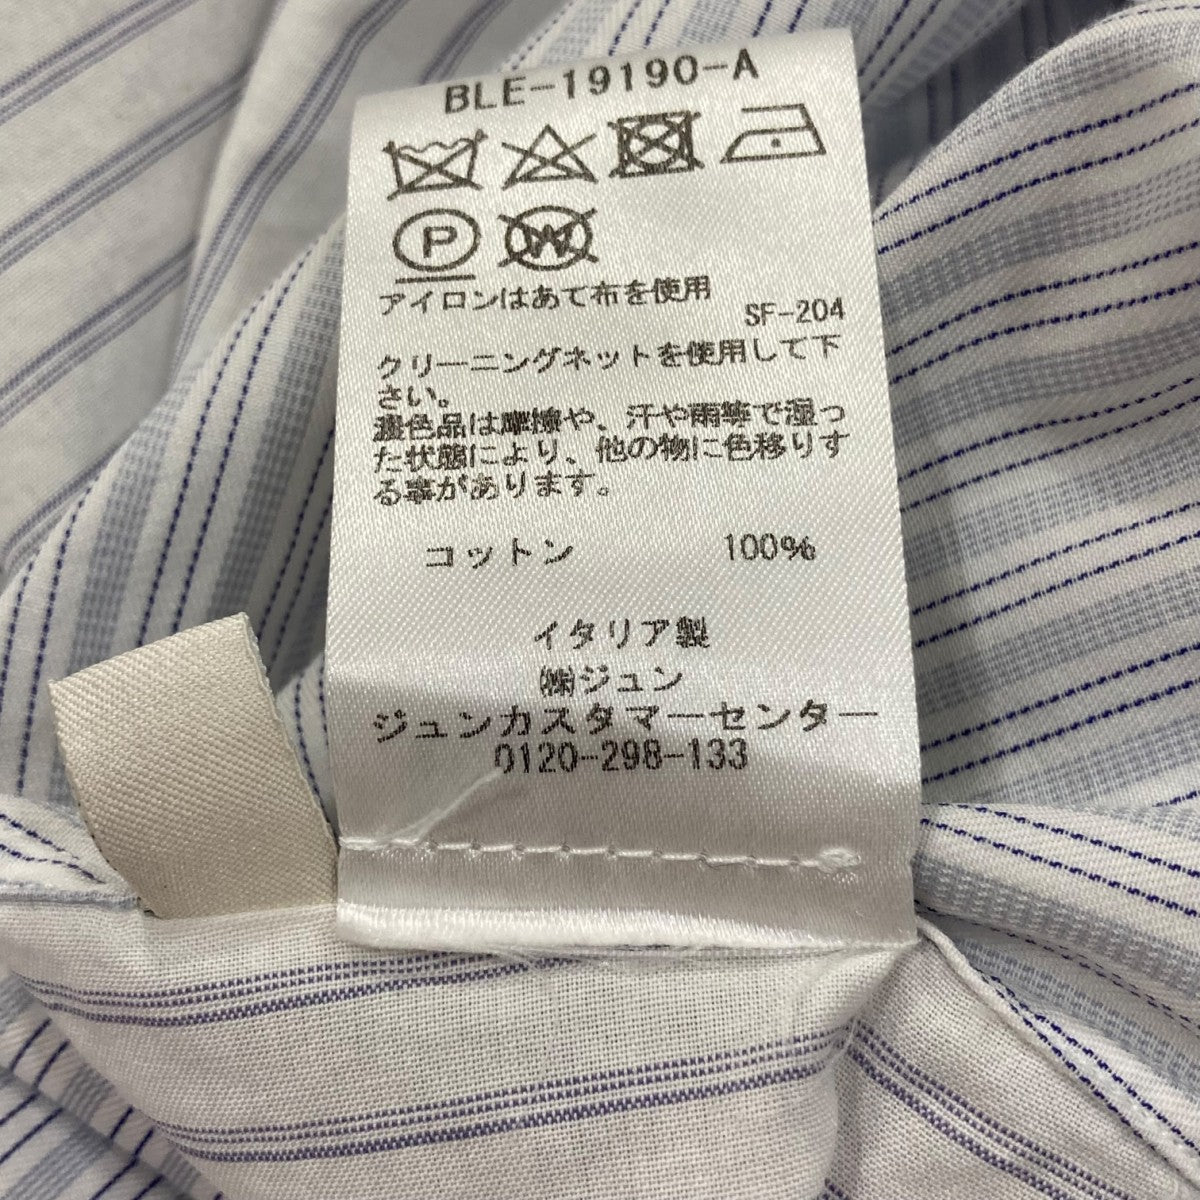 BLE-19190-A
P
W
アイロンはあて布を使用
SF-204
クリーニングネットを使用して下
さい。
濃色品は摩擦や、汗や雨等で湿っ
た状態により、他の物に色移りす
る事があります。
コットン 100%
イタリア製
㈱ジュン
ジュンカスタマーセンター
0120-298-133